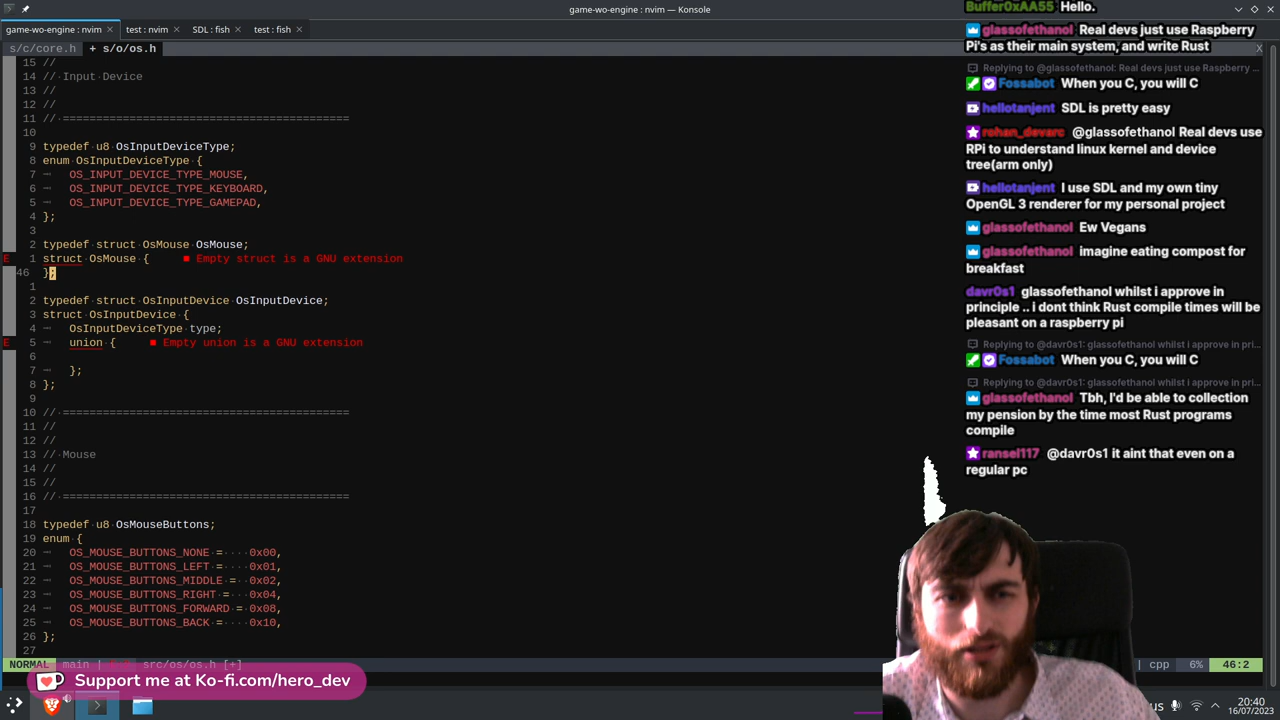 game-wo-engine : nvim — Konsole
game-wo-engine : nvim
test : nvim
SDL : fish
test : fish
s/c/core.h + s/o/os.h X
15 //
14 // Input Device
13 //
12 //
11 // ===========================================
10
9 typedef u8 OsInputDeviceType;
8 enum OsInputDeviceType {
7 OS_INPUT_DEVICE_TYPE_MOUSE,
6 OS_INPUT_DEVICE_TYPE_KEYBOARD,
5 OS_INPUT_DEVICE_TYPE_GAMEPAD,
4 };
3
2 typedef struct OsMouse OsMouse;
E 1 struct OsMouse { ■ Empty struct is a GNU extension
46 };
1
2 typedef struct OsInputDevice OsInputDevice;
3 struct OsInputDevice {
4 OsInputDeviceType type;
E 5 union { ■ Empty union is a GNU extension
6
7 };
8 };
9
10 // ===========================================
11 //
12 //
13 // Mouse
14 //
15 //
16 // ===========================================
17
18 typedef u8 OsMouseButtons;
19 enum {
20 OS_MOUSE_BUTTONS_NONE = 0x00,
21 OS_MOUSE_BUTTONS_LEFT = 0x01,
22 OS_MOUSE_BUTTONS_MIDDLE = 0x02,
23 OS_MOUSE_BUTTONS_RIGHT = 0x04,
24 OS_MOUSE_BUTTONS_FORWARD = 0x08,
25 OS_MOUSE_BUTTONS_BACK = 0x10,
26 };
27
NORMAL main | src/os/os.h [+] | cpp 6% 46:2
Support me at Ko-fi.com/hero_dev
us
20:40
16/07/2023
Buffer0xAA55 Hello.
glassofethanol Real devs just use Raspberry
Pi's as their main system, and write Rust
Replying to @glassofethanol: Real devs just use Raspberry ...
Fossabot When you C, you will C
hellotanjent SDL is pretty easy
rohan_devarc @glassofethanol Real devs use
RPi to understand linux kernel and device
tree(arm only)
hellotanjent I use SDL and my own tiny
OpenGL 3 renderer for my personal project
glassofethanol Ew Vegans
glassofethanol imagine eating compost for
breakfast
davr0s1 glassofethanol whilst i approve in
principle .. i dont think Rust compile times will be
pleasant on a raspberry pi
Replying to @davr0s1: glassofethanol whilst i approve in pri...
Fossabot When you C, you will C
Replying to @davr0s1: glassofethanol whilst i approve in pri...
glassofethanol Tbh, I'd be able to collection
my pension by the time most Rust programs
compile
ransel117 @davr0s1 it aint that even on a
regular pc